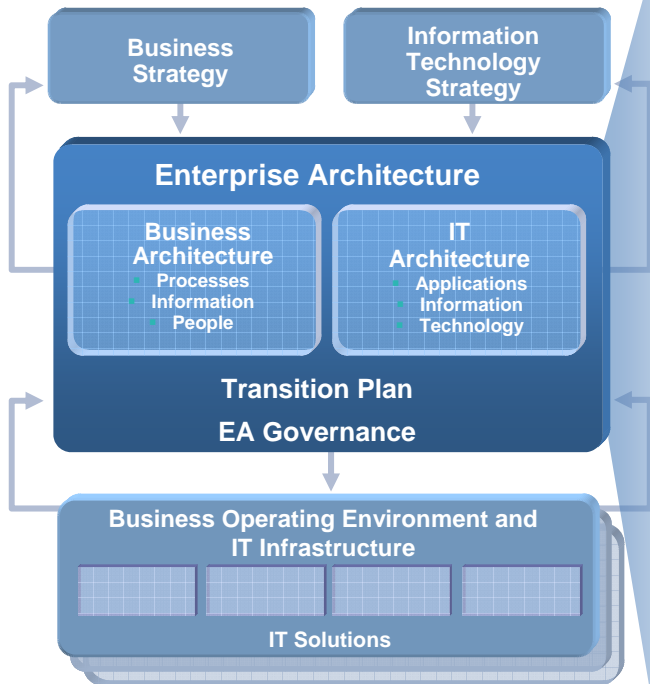 Business
Strategy
Information
Technology
Strategy
Enterprise Architecture
Business
Architecture
Processes
Information
People
IT
Architecture
Applications
Information
Technology
Transition Plan
EA Governance
Business Operating Environment and
IT Infrastructure
IT Solutions